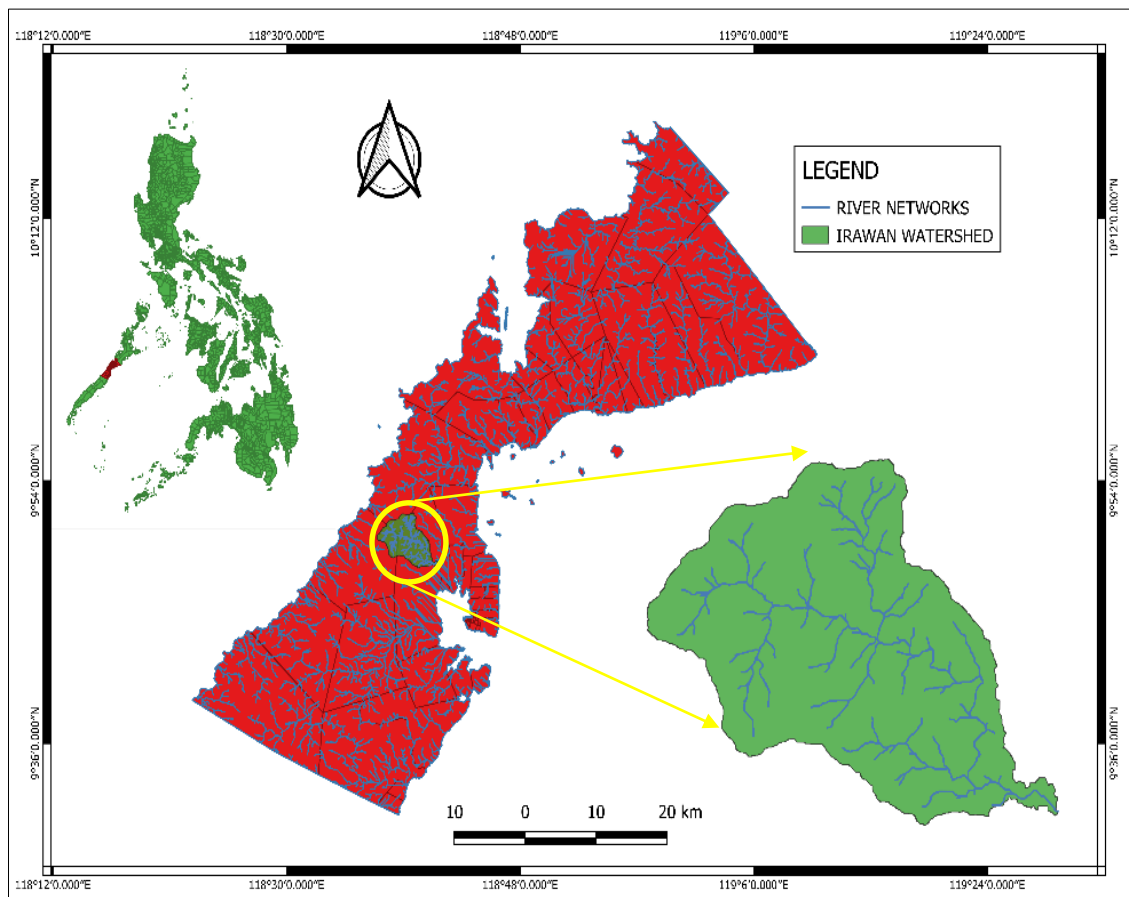 118°12'0.000"E 118°30'0.000"E 118°48'0.000"E 119°6'0.000"E 119°24'0.000"E
10°12'0.000"N
9°54'0.000"N
9°36'0.000"N
LEGEND
RIVER NETWORKS
IRAWAN WATERSHED
10°12'0.000"N
9°54'0.000"N
9°36'0.000"N
10 0 10 20 km
118°12'0.000"E 118°30'0.000"E 118°48'0.000"E 119°6'0.000"E 119°24'0.000"E